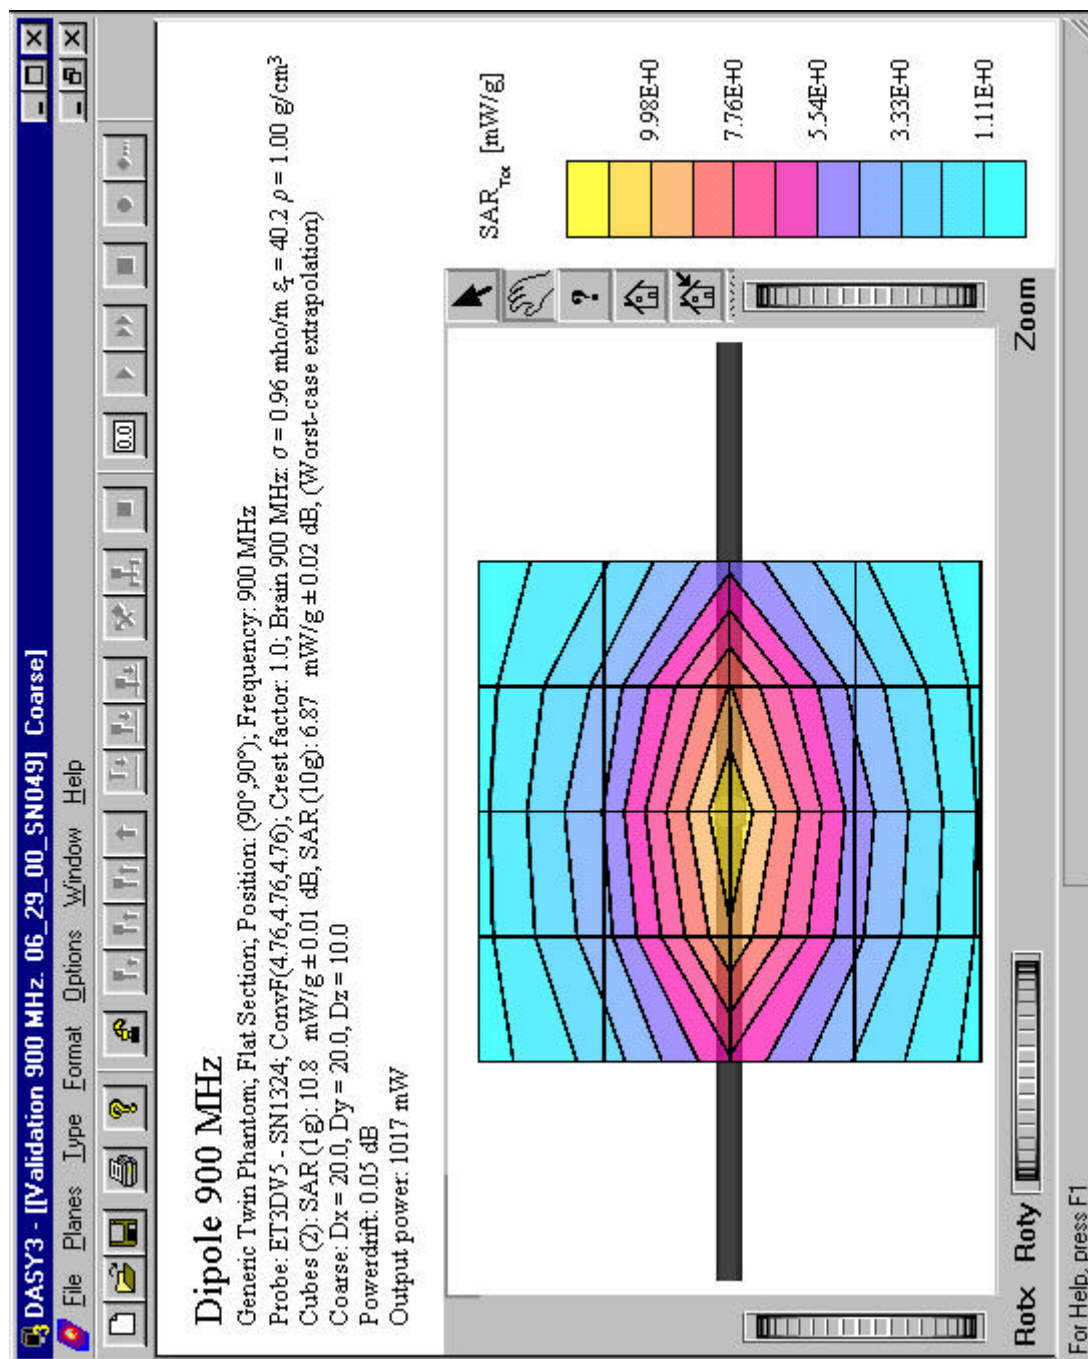 DASY3 - [[Validation 900 MHz. 06_29_00_SN049] Coarse]
File Planes Type Format Options Window Help
0.0
Dipole 900 MHz
Generic Twin Phantom; Flat Section; Position: (90°,90°); Frequency: 900 MHz
Probe: ET3DV5 - SN1324; ConvF(4.76,4.76,4.76); Crest factor: 1.0; Brain 900 MHz: σ = 0.96 mho/m εr = 40.2 ρ = 1.00 g/cm³
Cubes (2): SAR (1g): 10.8 mW/g ± 0.01 dB, SAR (10g): 6.87 mW/g ± 0.02 dB, (Worst-case extrapolation)
Coarse: Dx = 20.0, Dy = 20.0, Dz = 10.0
Powerdrift: 0.05 dB
Output power: 1017 mW
SARTot [mW/g]
9.98E+0
7.76E+0
5.54E+0
3.33E+0
1.11E+0
Rotx Roty Zoom
For Help, press F1